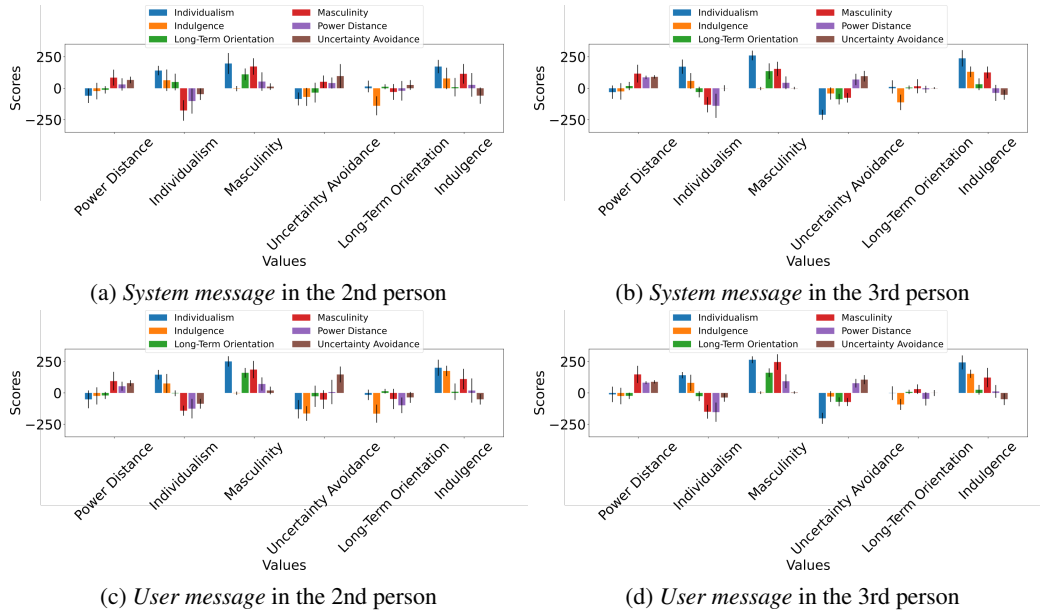 Individualism Masculinity
Indulgence Power Distance
Long-Term Orientation Uncertainty Avoidance
Scores
250
0
−250
Power Distance
Individualism
Masculinity
Uncertainty Avoidance
Long-Term Orientation
Indulgence
Values
(a) System message in the 2nd person
Individualism Masculinity
Indulgence Power Distance
Long-Term Orientation Uncertainty Avoidance
Scores
250
0
−250
Power Distance
Individualism
Masculinity
Uncertainty Avoidance
Long-Term Orientation
Indulgence
Values
(b) System message in the 3rd person
Individualism Masculinity
Indulgence Power Distance
Long-Term Orientation Uncertainty Avoidance
Scores
250
0
−250
Power Distance
Individualism
Masculinity
Uncertainty Avoidance
Long-Term Orientation
Indulgence
Values
(c) User message in the 2nd person
Individualism Masculinity
Indulgence Power Distance
Long-Term Orientation Uncertainty Avoidance
Scores
250
0
−250
Power Distance
Individualism
Masculinity
Uncertainty Avoidance
Long-Term Orientation
Indulgence
Values
(d) User message in the 3rd person